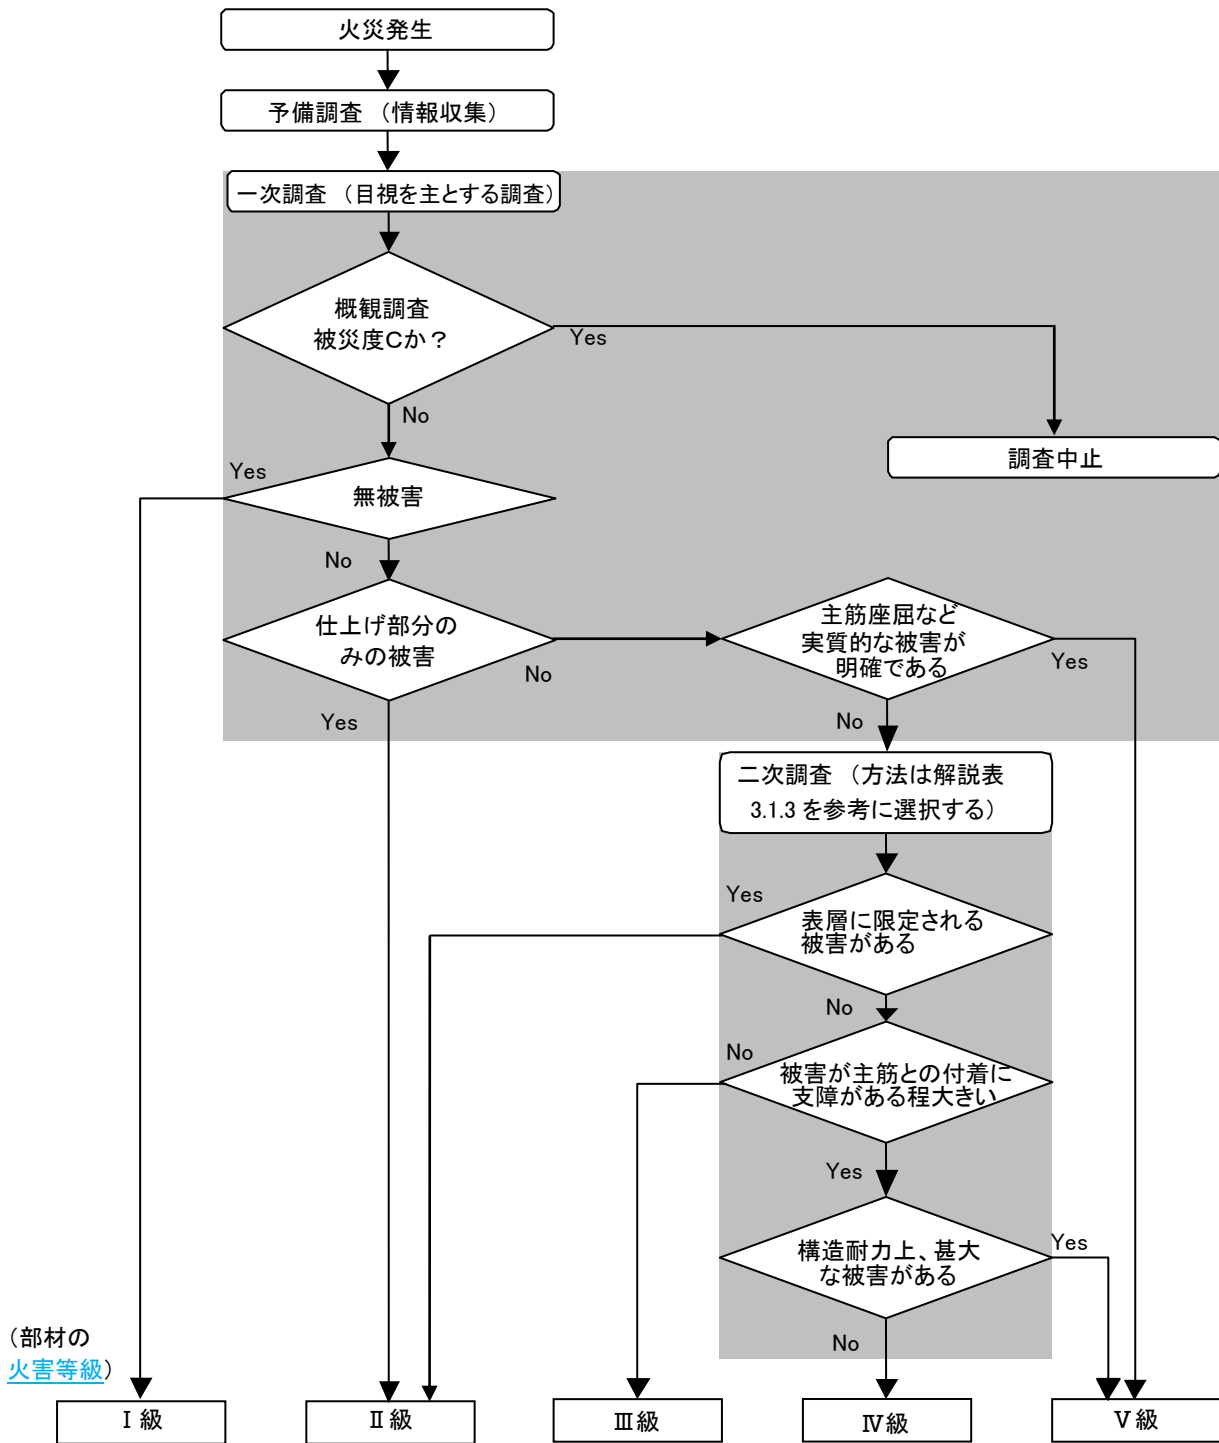 火災発生
予備調査 （情報収集）
一次調査 （目視を主とする調査）
概観調査
被災度Cか？
Yes
No
調査中止
Yes
無被害
No
仕上げ部分の
みの被害
No
Yes
主筋座屈など
実質的な被害が
明確である
Yes
No
二次調査 （方法は解説表
3.1.3 を参考に選択する）
Yes
表層に限定される
被害がある
No
No
被害が主筋との付着に
支障がある程大きい
Yes
構造耐力上、甚大
な被害がある
Yes
No
（部材の
火害等級）
Ⅰ級
Ⅱ級
Ⅲ級
Ⅳ級
Ⅴ級